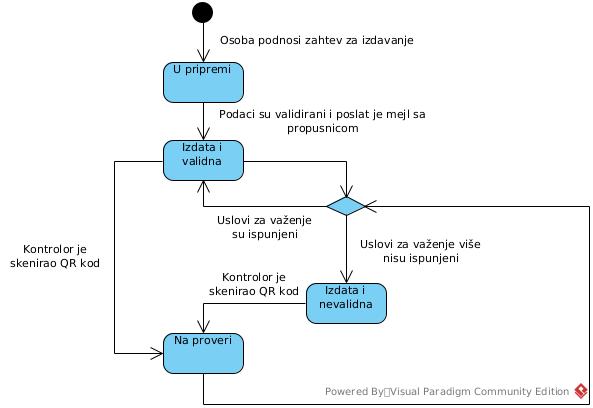 Osoba podnosi zahtev za izdavanje
U pripremi
Podaci su validirani i poslat je mejl sa
propusnicom
Izdata i
validna
Uslovi za važenje
su ispunjeni
Uslovi za važenje više
nisu ispunjeni
Kontrolor je
skenirao QR kod
Kontrolor je
skenirao QR kod
Izdata i
nevalidna
Na proveri
Powered By Visual Paradigm Community Edition